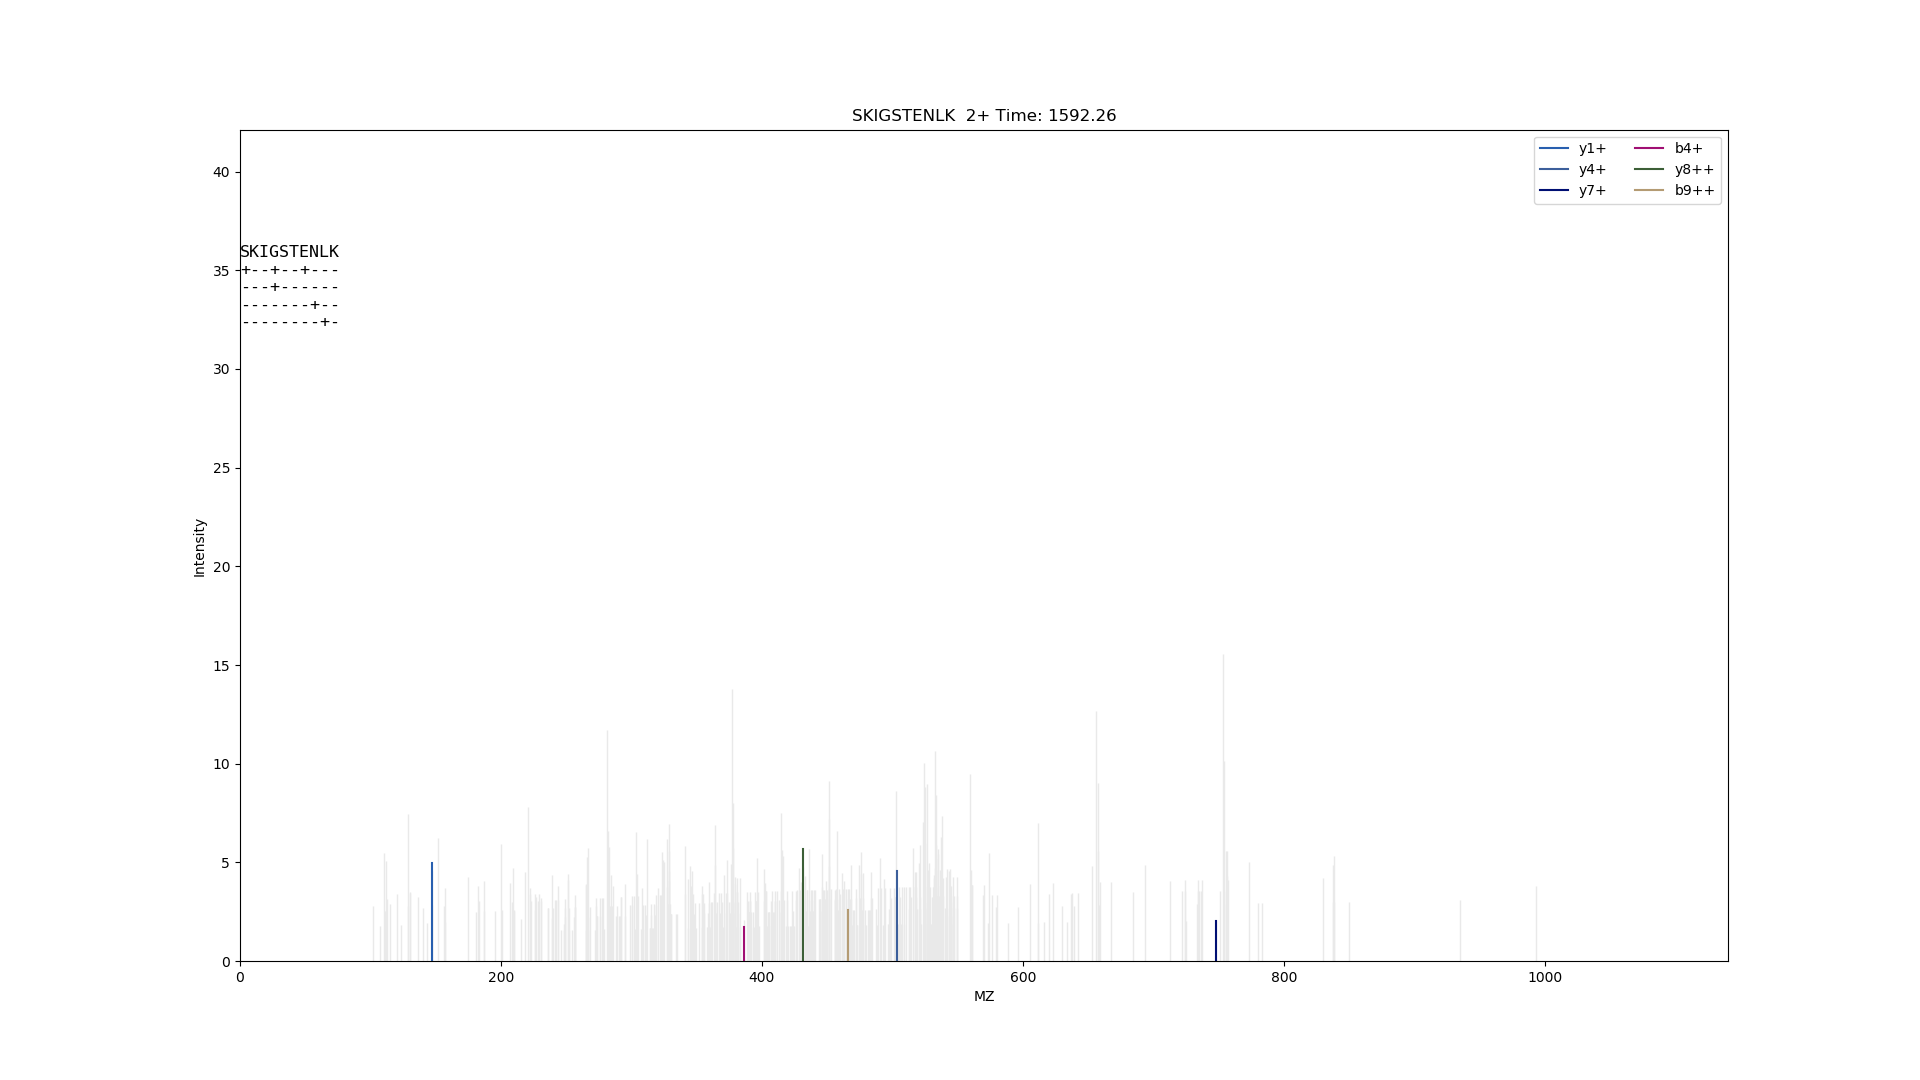 SKIGSTENLK  2+ Time: 1592.26
y1+ b4+
y4+ y8++
y7+ b9++
40
SKIGSTENLK
35
+--+--+---
---+------
-------+--
--------+-
30
25
Intensity
20
15
10
5
0
0 200 400 600 800 1000
MZ